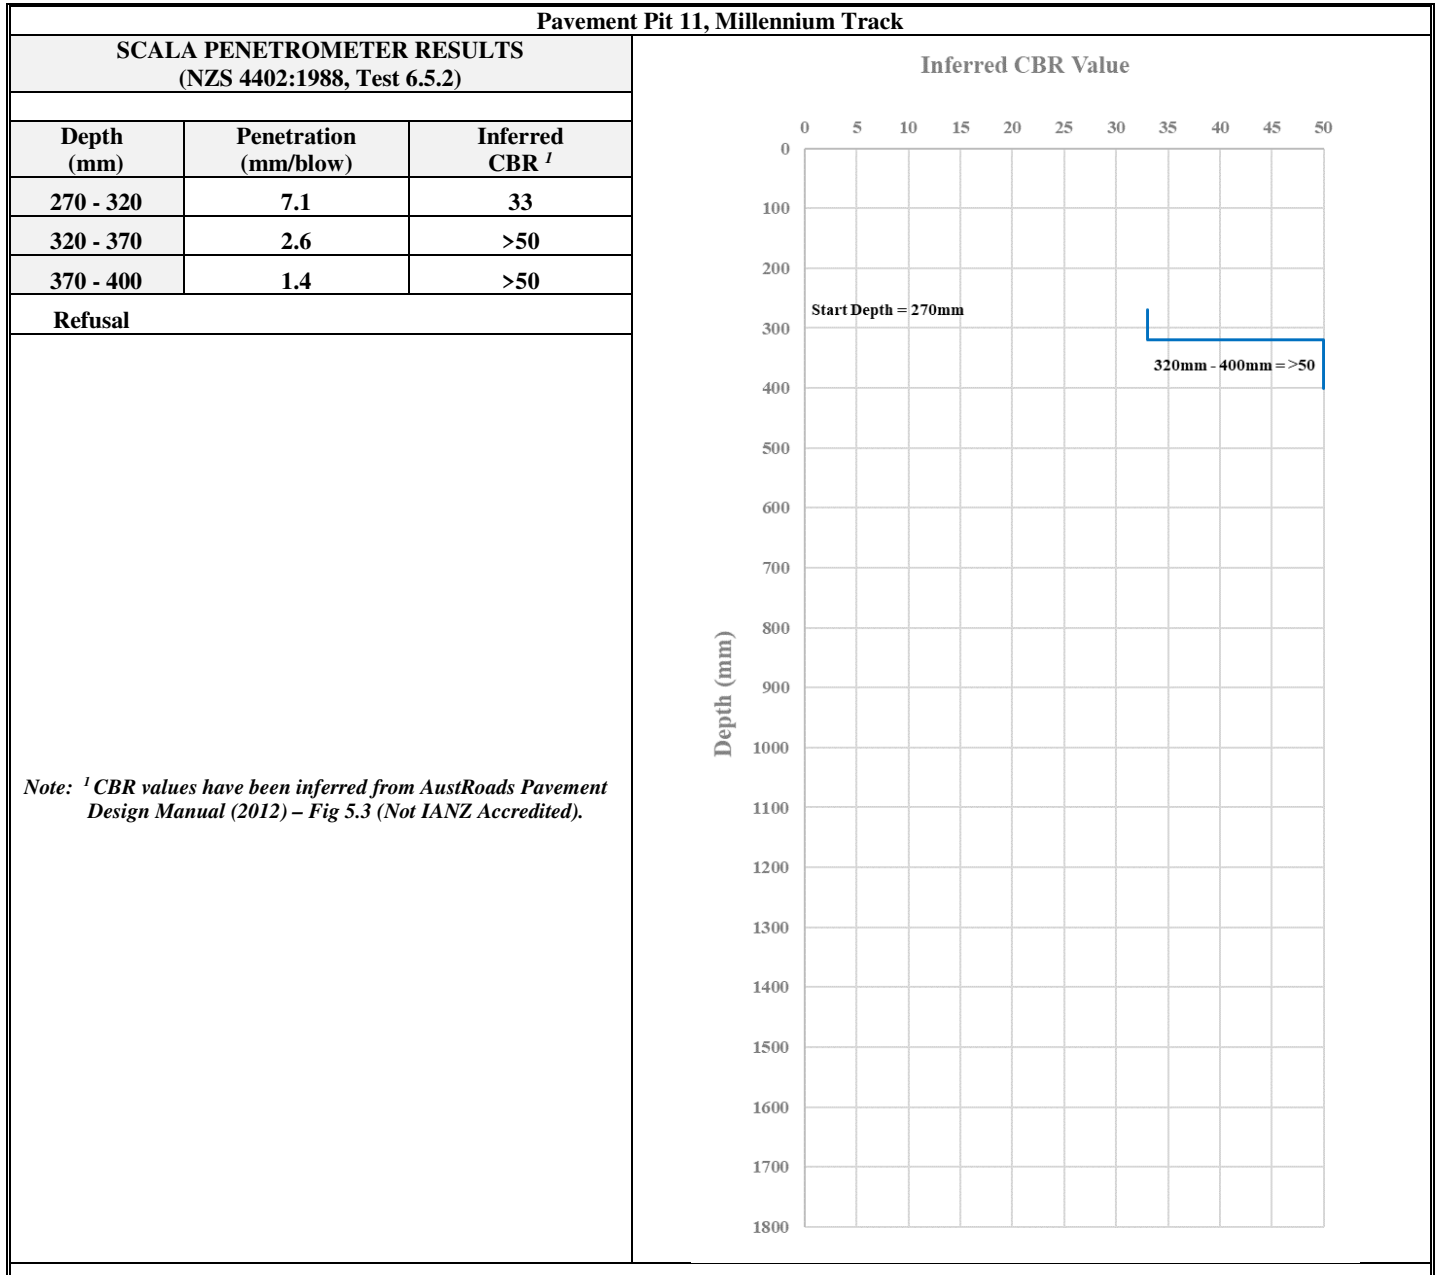 Pavement Pit 11, Millennium Track
SCALA PENETROMETER RESULTS
(NZS 4402:1988, Test 6.5.2)
Depth (mm) Penetration (mm/blow) Inferred CBR 1
270 - 320 7.1 33
320 - 370 2.6 >50
370 - 400 1.4 >50
Refusal
Note: 1 CBR values have been inferred from AustRoads Pavement
Design Manual (2012) – Fig 5.3 (Not IANZ Accredited).
Inferred CBR Value
0 5 10 15 20 25 30 35 40 45 50
0
100
200
Start Depth = 270mm
300
320mm - 400mm = >50
400
500
600
700
800
900
1000
1100
1200
1300
1400
1500
1600
1700
1800
Depth (mm)